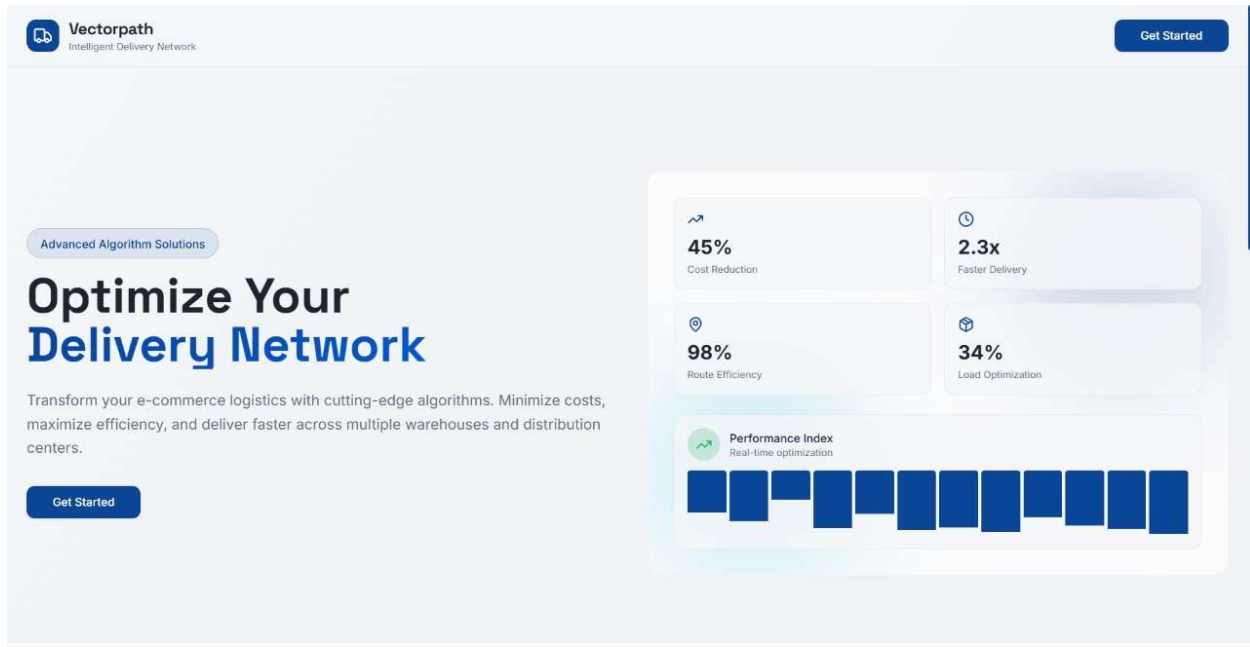 Vectorpath
Intelligent Delivery Network
Get Started
Advanced Algorithm Solutions
Optimize Your
Delivery Network
Transform your e-commerce logistics with cutting-edge algorithms. Minimize costs,
maximize efficiency, and deliver faster across multiple warehouses and distribution
centers.
Get Started
45%
Cost Reduction
2.3x
Faster Delivery
98%
Route Efficiency
34%
Load Optimization
Performance Index
Real-time optimization